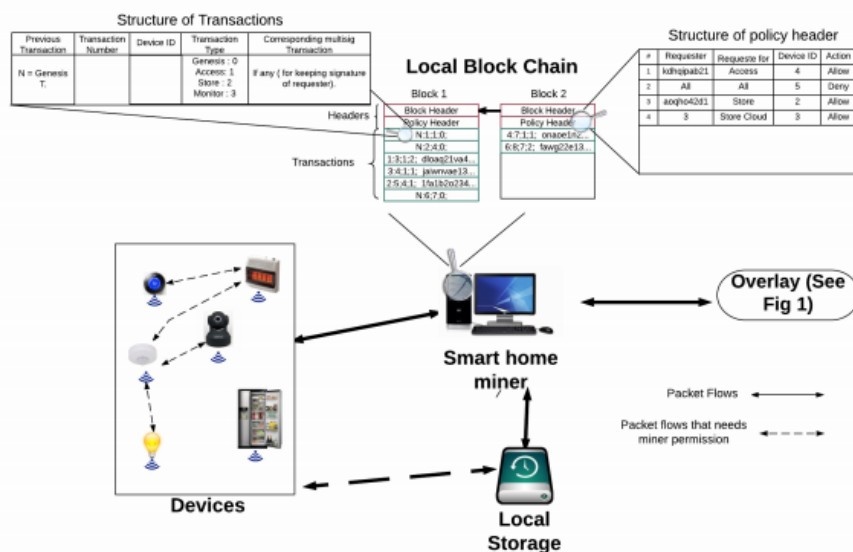 Structure of Transactions
Previous Transaction
Transaction Number
Device ID
Transaction Type
Corresponding multisig Transaction
N = Genesis T.
Genesis : 0
Access: 1
Store : 2
Monitor : 3
If any ( for keeping signature of requester).
Structure of policy header
# Requester Requeste for Device ID Action
1 kdhqjpab21 Access 4 Allow
2 All All 5 Deny
3 aoqho42d1 Store 2 Allow
4 3 Store Cloud 3 Allow
Local Block Chain
Block 1
Block 2
Headers
Block Header
Policy Header
Transactions
N:1;1:0;
N:2;4:0;
1:3;1;2; dloaq21va4...
3:4;1;1; jaiwnvae13...
2:5;4;1; 1fa1b2o234...
N:6;7;0;
Block Header
Policy Header
4:7;1;1;
6:8;7;2; fawg22e13...
Smart home
miner
Overlay (See
Fig 1)
Packet Flows
Packet flows that needs
miner permission
Devices
Local
Storage